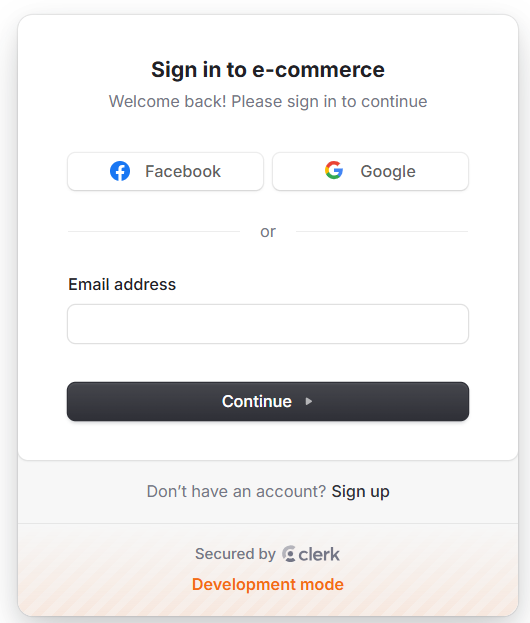 Sign in to e-commerce
Welcome back! Please sign in to continue
Facebook
Google
or
Email address
Continue
Don’t have an account? Sign up
Secured by clerk
Development mode